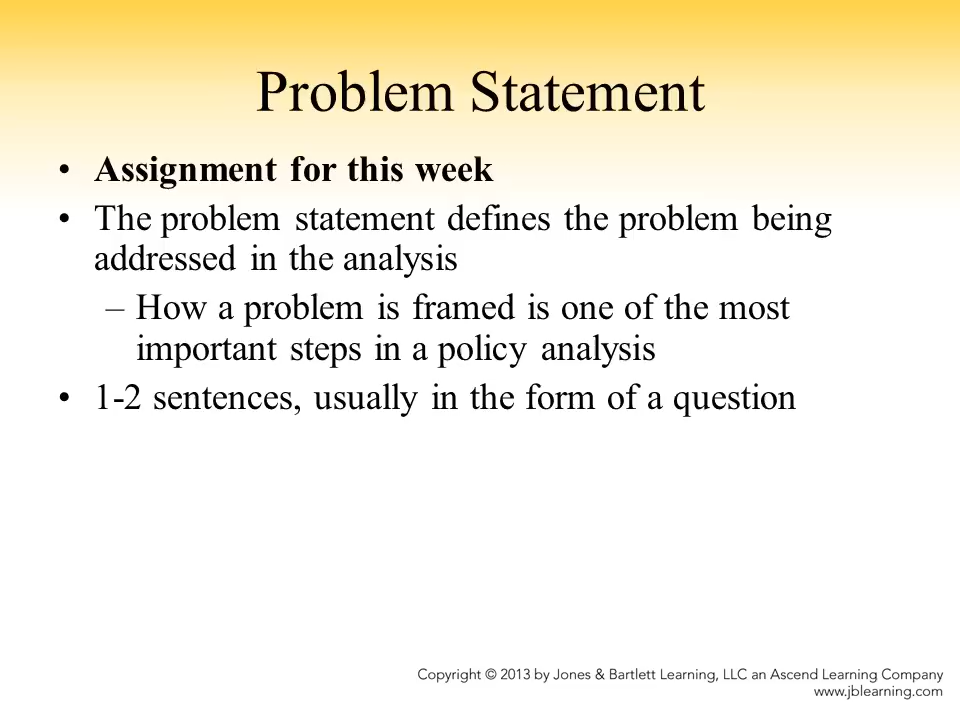 Problem Statement
• Assignment for this week
• The problem statement defines the problem being
addressed in the analysis
– How a problem is framed is one of the most
important steps in a policy analysis
• 1-2 sentences, usually in the form of a question
Copyright © 2013 by Jones & Bartlett Learning, LLC an Ascend Learning Company
www.jblearning.com